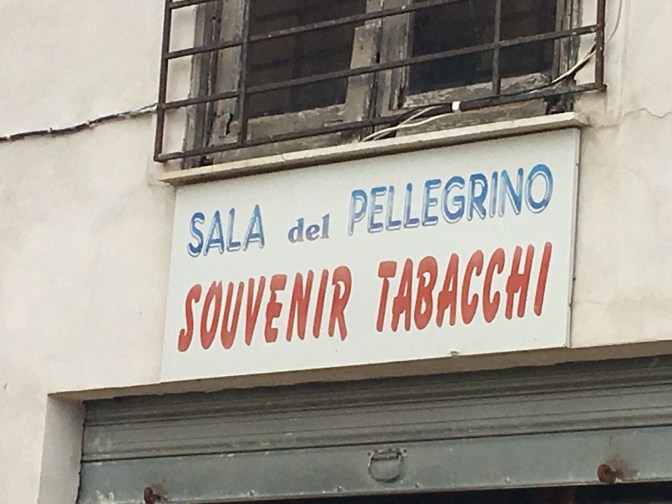 SALA del PELLEGRINO
SOUVENIR TABACCHI